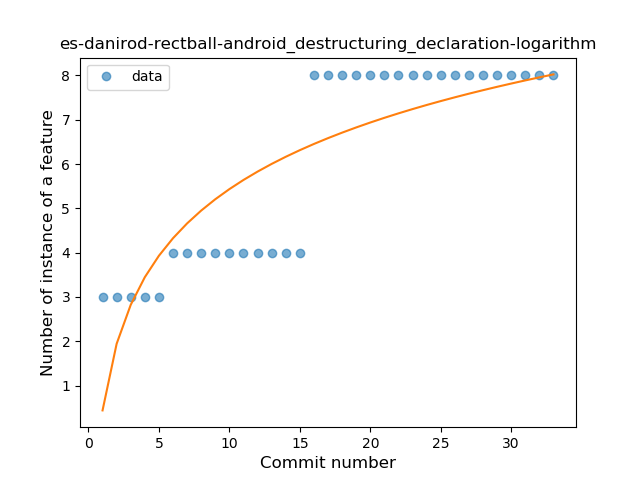 es-danirod-rectball-android_destructuring_declaration-logarithm
data
Number of instance of a feature
8
7
6
5
4
3
2
1
0 5 10 15 20 25 30
Commit number